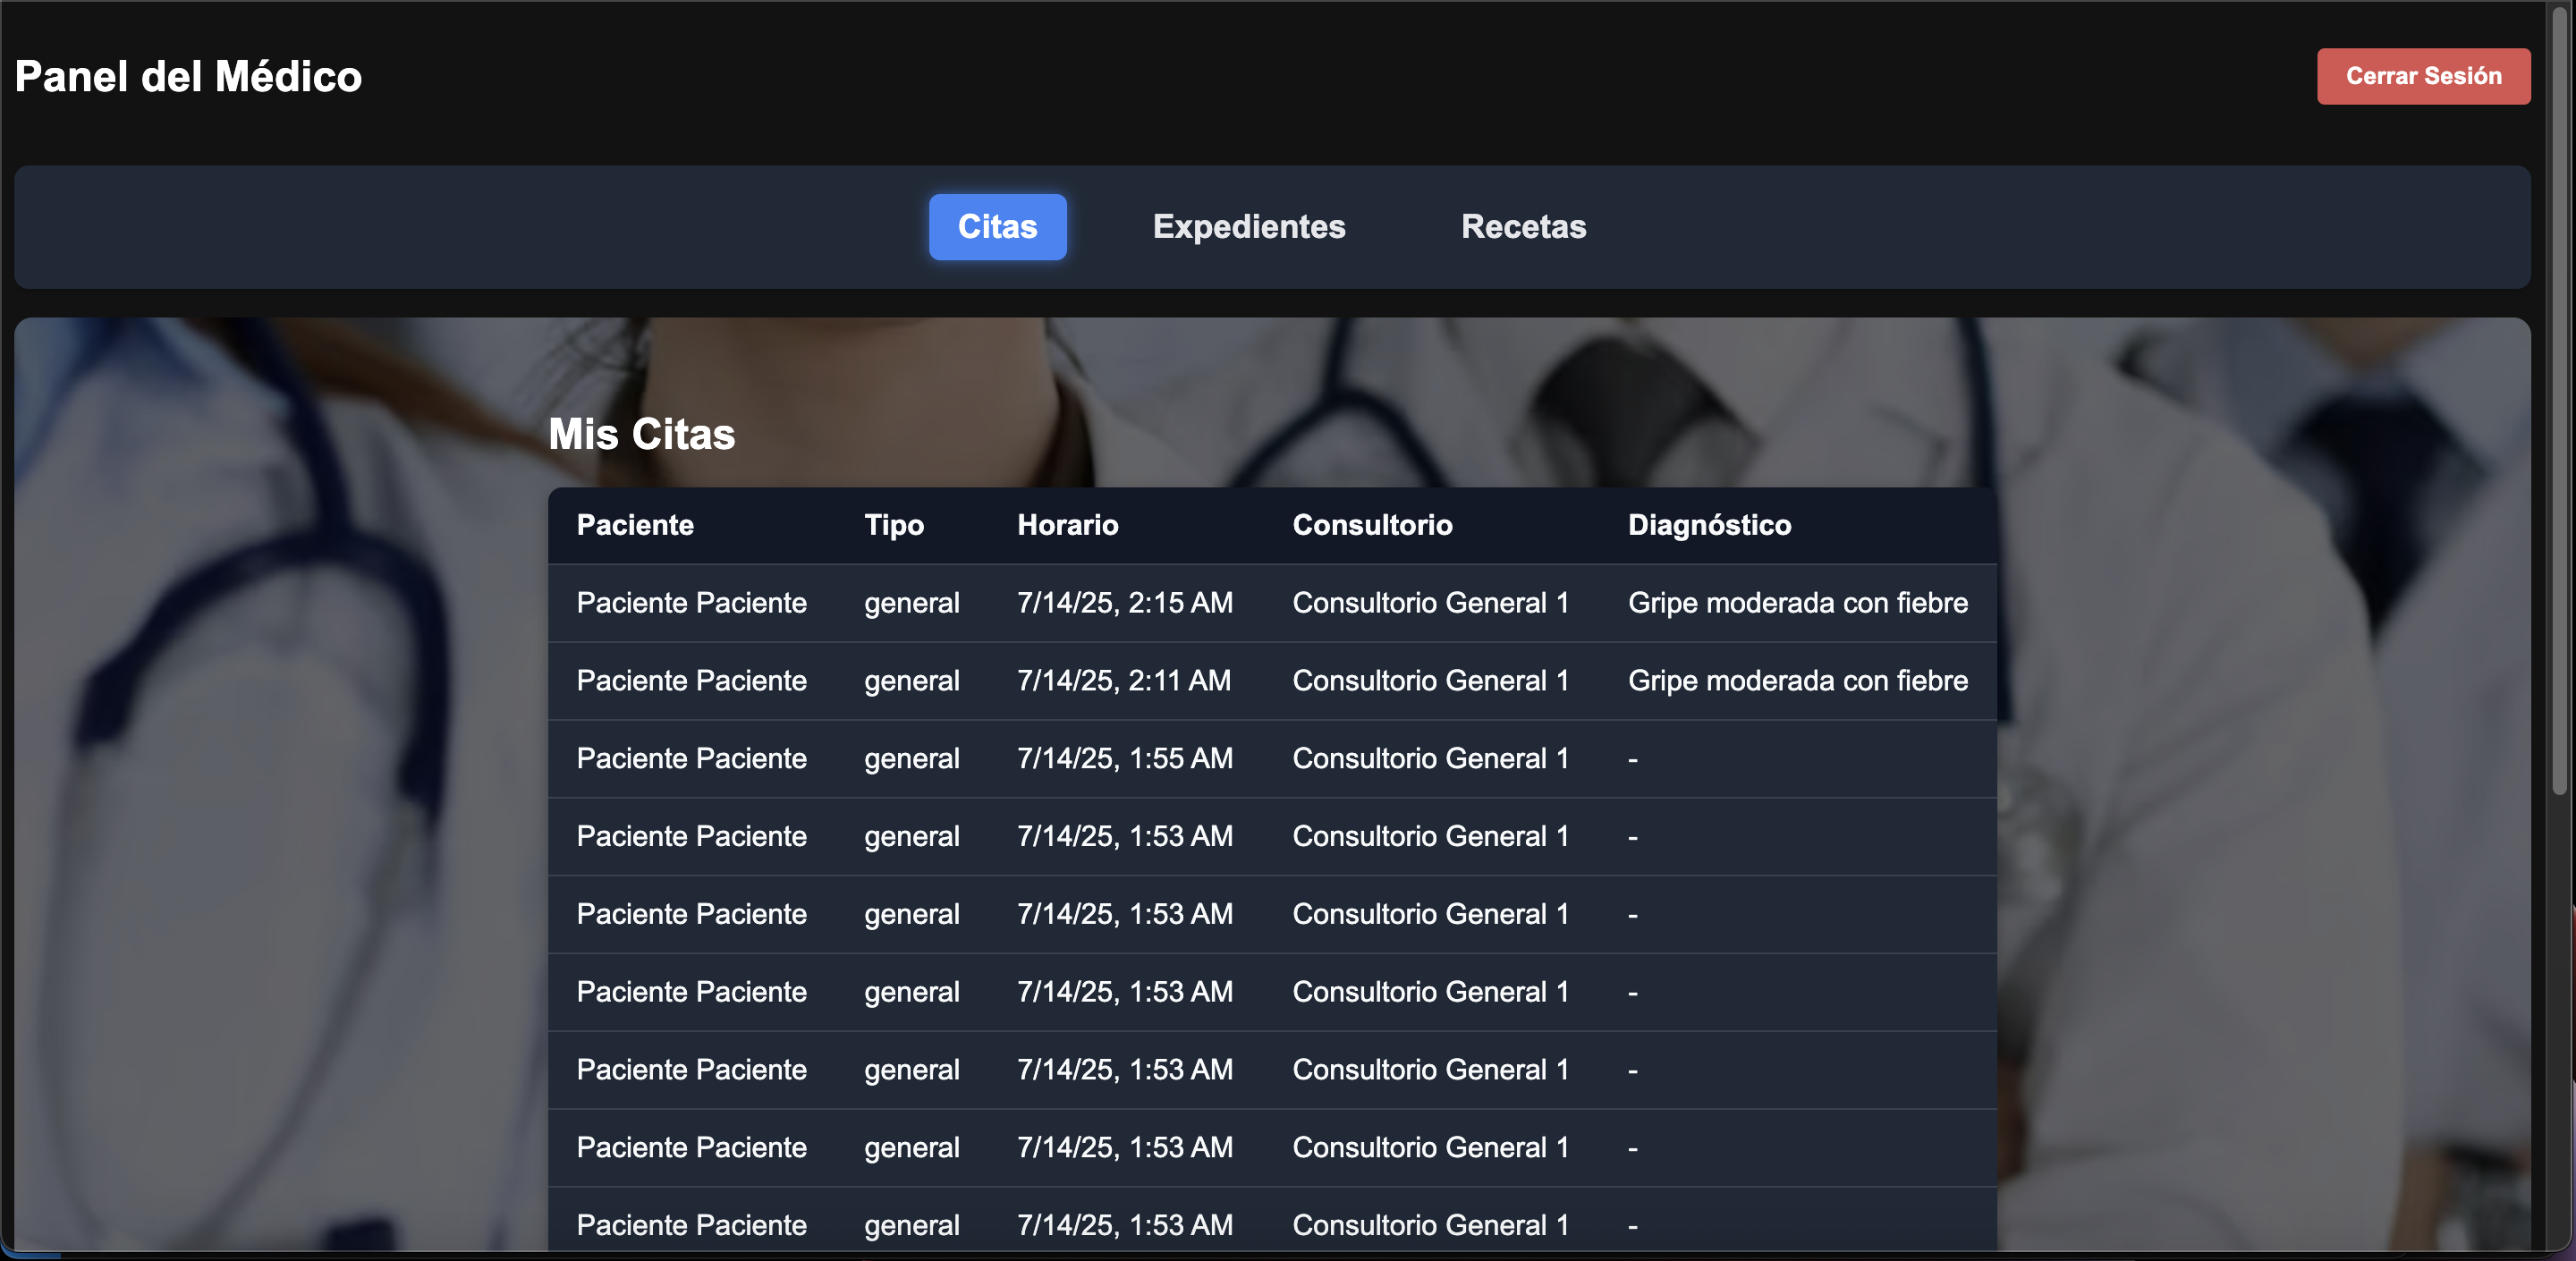 Panel del Médico
Cerrar Sesión
Citas Expedientes Recetas
Mis Citas
Paciente Tipo Horario Consultorio Diagnóstico
Paciente Paciente general 7/14/25, 2:15 AM Consultorio General 1 Gripe moderada con fiebre
Paciente Paciente general 7/14/25, 2:11 AM Consultorio General 1 Gripe moderada con fiebre
Paciente Paciente general 7/14/25, 1:55 AM Consultorio General 1 -
Paciente Paciente general 7/14/25, 1:53 AM Consultorio General 1 -
Paciente Paciente general 7/14/25, 1:53 AM Consultorio General 1 -
Paciente Paciente general 7/14/25, 1:53 AM Consultorio General 1 -
Paciente Paciente general 7/14/25, 1:53 AM Consultorio General 1 -
Paciente Paciente general 7/14/25, 1:53 AM Consultorio General 1 -
Paciente Paciente general 7/14/25, 1:53 AM Consultorio General 1 -